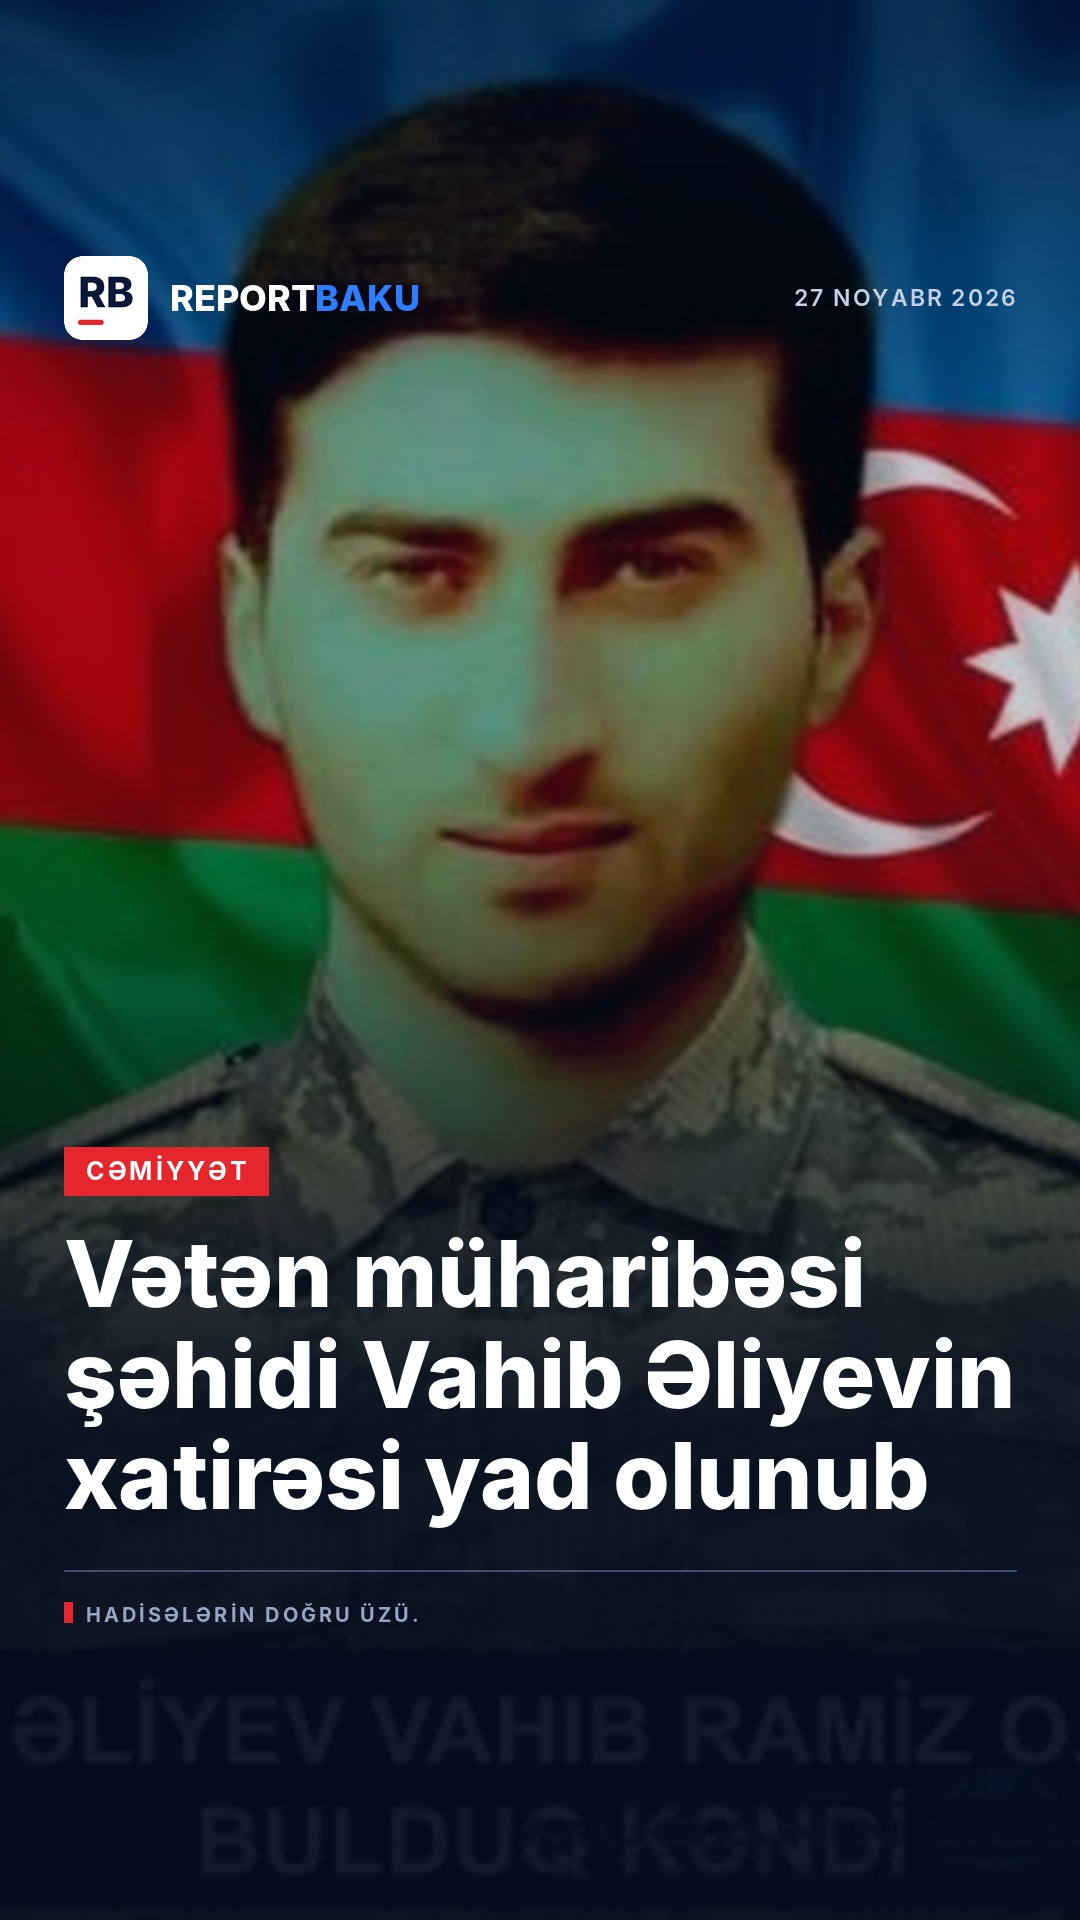 RB
REPORTBAKU
27 NOYABR 2026
CƏMİYYƏT
Vətən müharibəsi
şəhidi Vahib Əliyevin
xatirəsi yad olunub
HADİSƏLƏRİN DOĞRU ÜZÜ.
ƏLİYEV VAHIB RAMİZ O.
BULDUQ KƏNDİ